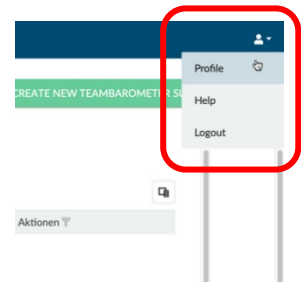 Profile
CREATE NEW TEAMBAROMETER SU
Help
Logout
Aktionen